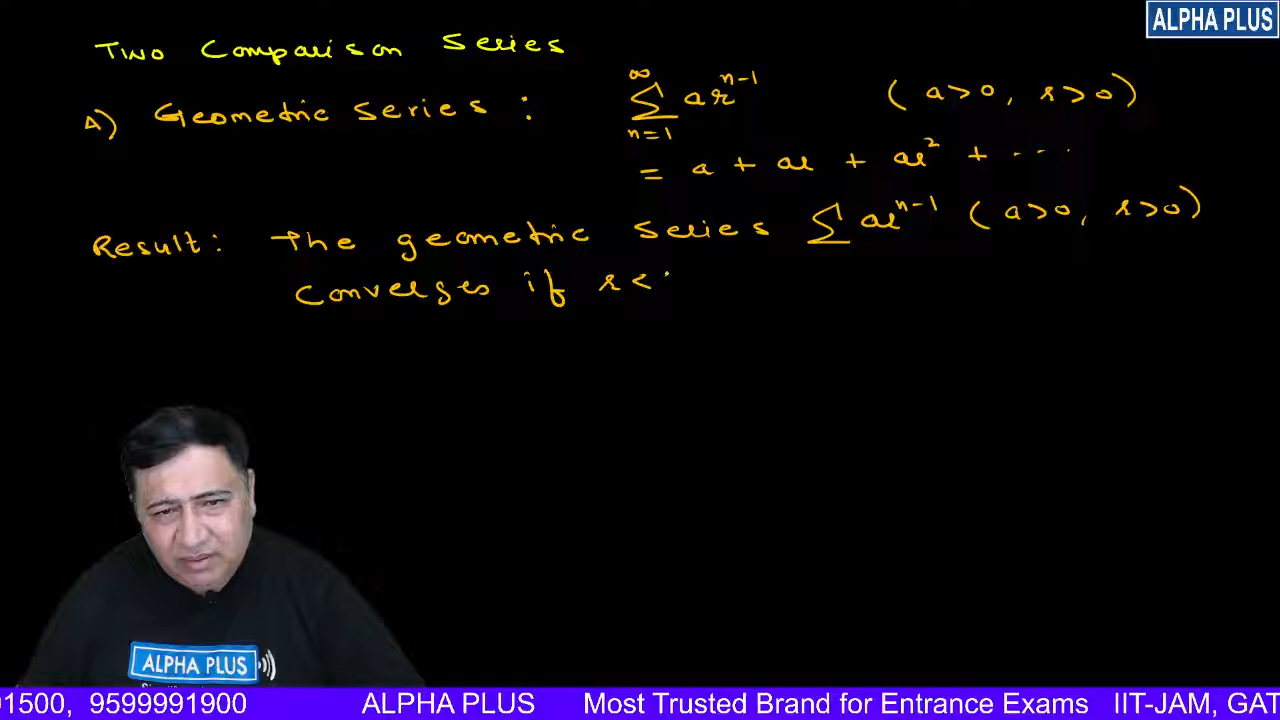 ALPHA PLUS
Two Comparison Series
A) Geometric series : ∞ ∑ n=1 ar^{n-1} (a>0, r>0)
= a + ar + ar² + ...
Result: The geometric series ∑ ar^{n-1} (a>0, r>0)
converges if r<
ALPHA PLUS
01500, 9599991900 ALPHA PLUS Most Trusted Brand for Entrance Exams IIT-JAM, GAT